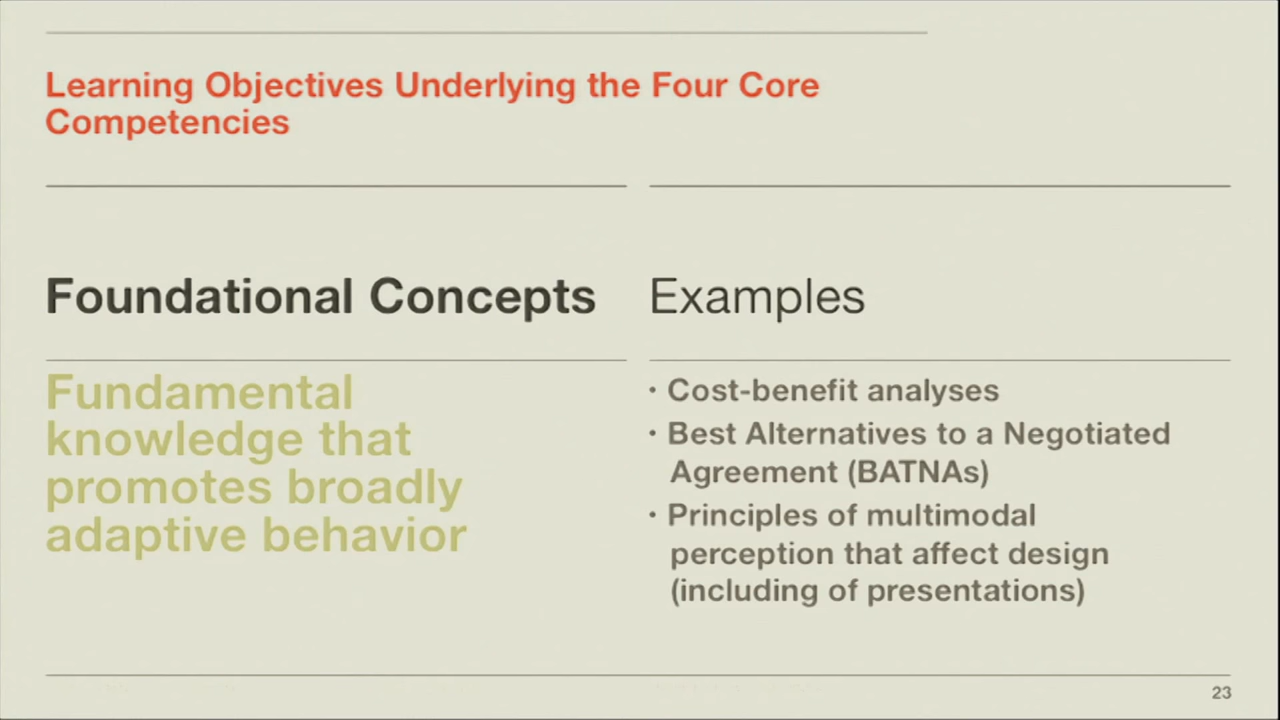 Learning Objectives Underlying the Four Core
Competencies
Foundational Concepts
Fundamental
knowledge that
promotes broadly
adaptive behavior
Examples
· Cost-benefit analyses
· Best Alternatives to a Negotiated
Agreement (BATNAs)
· Principles of multimodal
perception that affect design
(including of presentations)
23